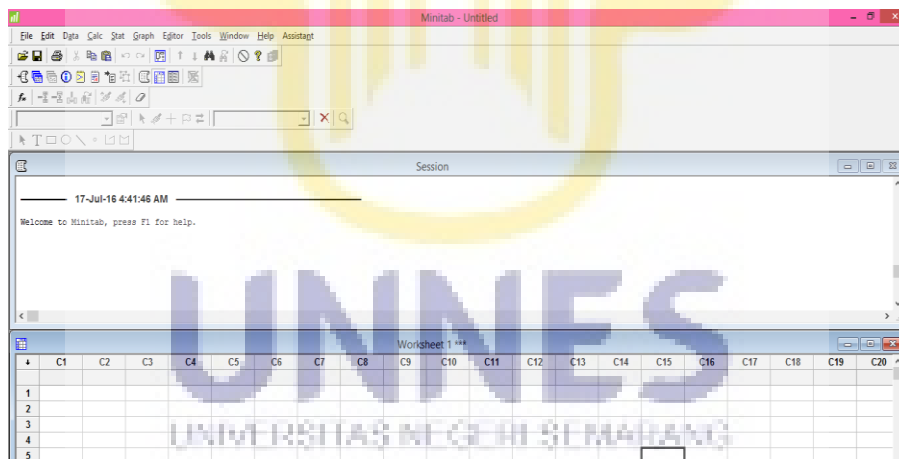 Minitab - Untitled
File Edit Data Calc Stat Graph Editor Tools Window Help Assistant
Session
17-Jul-16 4:41:46 AM
Welcome to Minitab, press F1 for help.
UNNES
Worksheet 1 ***
C1 C2 C3 C4 C5 C6 C7 C8 C9 C10 C11 C12 C13 C14 C15 C16 C17 C18 C19 C20
1
2
3
4
UNIVERSITAS NEGERI SEMARANG
5